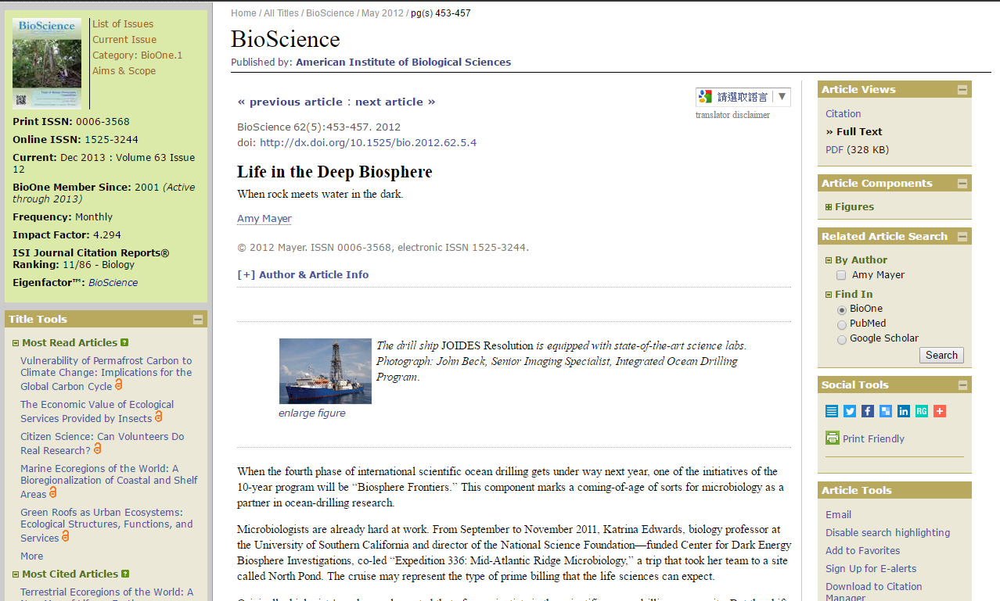 Home / All Titles / BioScience / May 2012 / pg(s) 453-457
BioScience
Published by: American Institute of Biological Sciences
BioScience
List of Issues
Current Issue
Category: BioOne.1
Aims & Scope
Print ISSN: 0006-3568
Online ISSN: 1525-3244
Current: Dec 2013 : Volume 63 Issue
12
BioOne Member Since: 2001 (Active
through 2013)
Frequency: Monthly
Impact Factor: 4.294
ISI Journal Citation Reports®
Ranking: 11/86 - Biology
Eigenfactor™: BioScience
Title Tools
Most Read Articles
Vulnerability of Permafrost Carbon to
Climate Change: Implications for the
Global Carbon Cycle
The Economic Value of Ecological
Services Provided by Insects
Citizen Science: Can Volunteers Do
Real Research?
Marine Ecoregions of the World: A
Bioregionalization of Coastal and Shelf
Areas
Green Roofs as Urban Ecosystems:
Ecological Structures, Functions, and
Services
More
Most Cited Articles
Terrestrial Ecoregions of the World: A
« previous article : next article »
請選取語言 ▼
translator disclaimer
BioScience 62(5):453-457. 2012
doi: http://dx.doi.org/10.1525/bio.2012.62.5.4
Life in the Deep Biosphere
When rock meets water in the dark.
Amy Mayer
© 2012 Mayer. ISSN 0006-3568, electronic ISSN 1525-3244.
[+] Author & Article Info
The drill ship JOIDES Resolution is equipped with state-of-the-art science labs.
Photograph: John Beck, Senior Imaging Specialist, Integrated Ocean Drilling
Program.
enlarge figure
When the fourth phase of international scientific ocean drilling gets under way next year, one of the initiatives of the
10-year program will be “Biosphere Frontiers.” This component marks a coming-of-age of sorts for microbiology as a
partner in ocean-drilling research.
Microbiologists are already hard at work. From September to November 2011, Katrina Edwards, biology professor at
the University of Southern California and director of the National Science Foundation—funded Center for Dark Energy
Biosphere Investigations, co-led “Expedition 336: Mid-Atlantic Ridge Microbiology,” a trip that took her team to a site
called North Pond. The cruise may represent the type of prime billing that the life sciences can expect.
Article Views
Citation
» Full Text
PDF (328 KB)
Article Components
Figures
Related Article Search
By Author
Amy Mayer
Find In
BioOne
PubMed
Google Scholar
Search
Social Tools
Print Friendly
Article Tools
Email
Disable search highlighting
Add to Favorites
Sign Up for E-alerts
Download to Citation
Manager